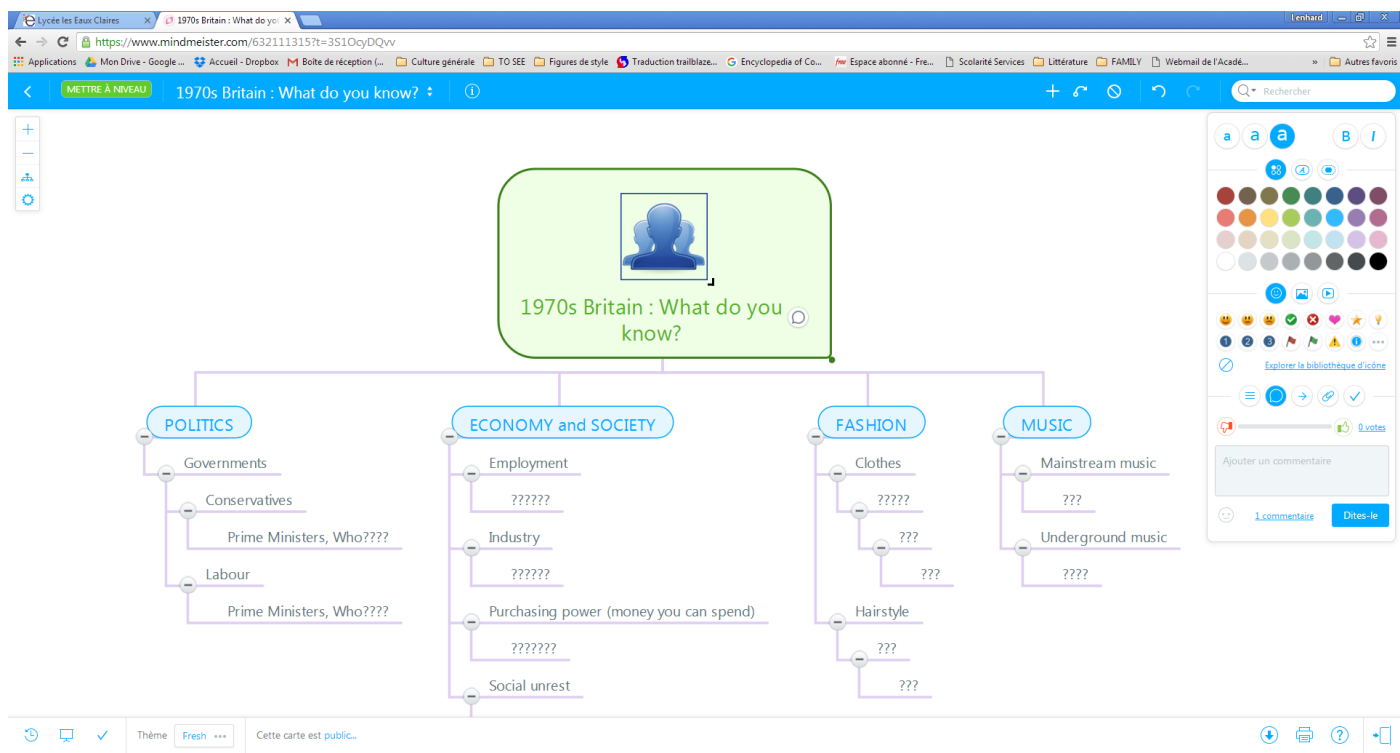 Lycée les Eaux Claires
1970s Britain : What do yo
Lenhard
https://www.mindmeister.com/632111315?t=3S1OcyDQvv
Applications
Mon Drive - Google ...
Accueil - Dropbox
Boîte de réception (...
Culture générale
TO SEE
Figures de style
Traduction trailblaze...
Encyclopedia of Co...
Espace abonné - Fre...
Scolarité Services
Littérature
FAMILY
Webmail de l'Acadé...
»
Autres favoris
METTRE À NIVEAU
1970s Britain : What do you know?
Rechercher
a a a B I
1970s Britain : What do you
know?
POLITICS
Governments
Conservatives
Prime Ministers, Who????
Labour
Prime Ministers, Who????
ECONOMY and SOCIETY
Employment
??????
Industry
??????
Purchasing power (money you can spend)
???????
Social unrest
FASHION
Clothes
?????
???
???
Hairstyle
???
???
MUSIC
Mainstream music
???
Underground music
????
1 2 3
Explorer la bibliothèque d'icône
0 votes
Ajouter un commentaire
1 commentaire
Dites-le
Thème
Fresh
Cette carte est public...